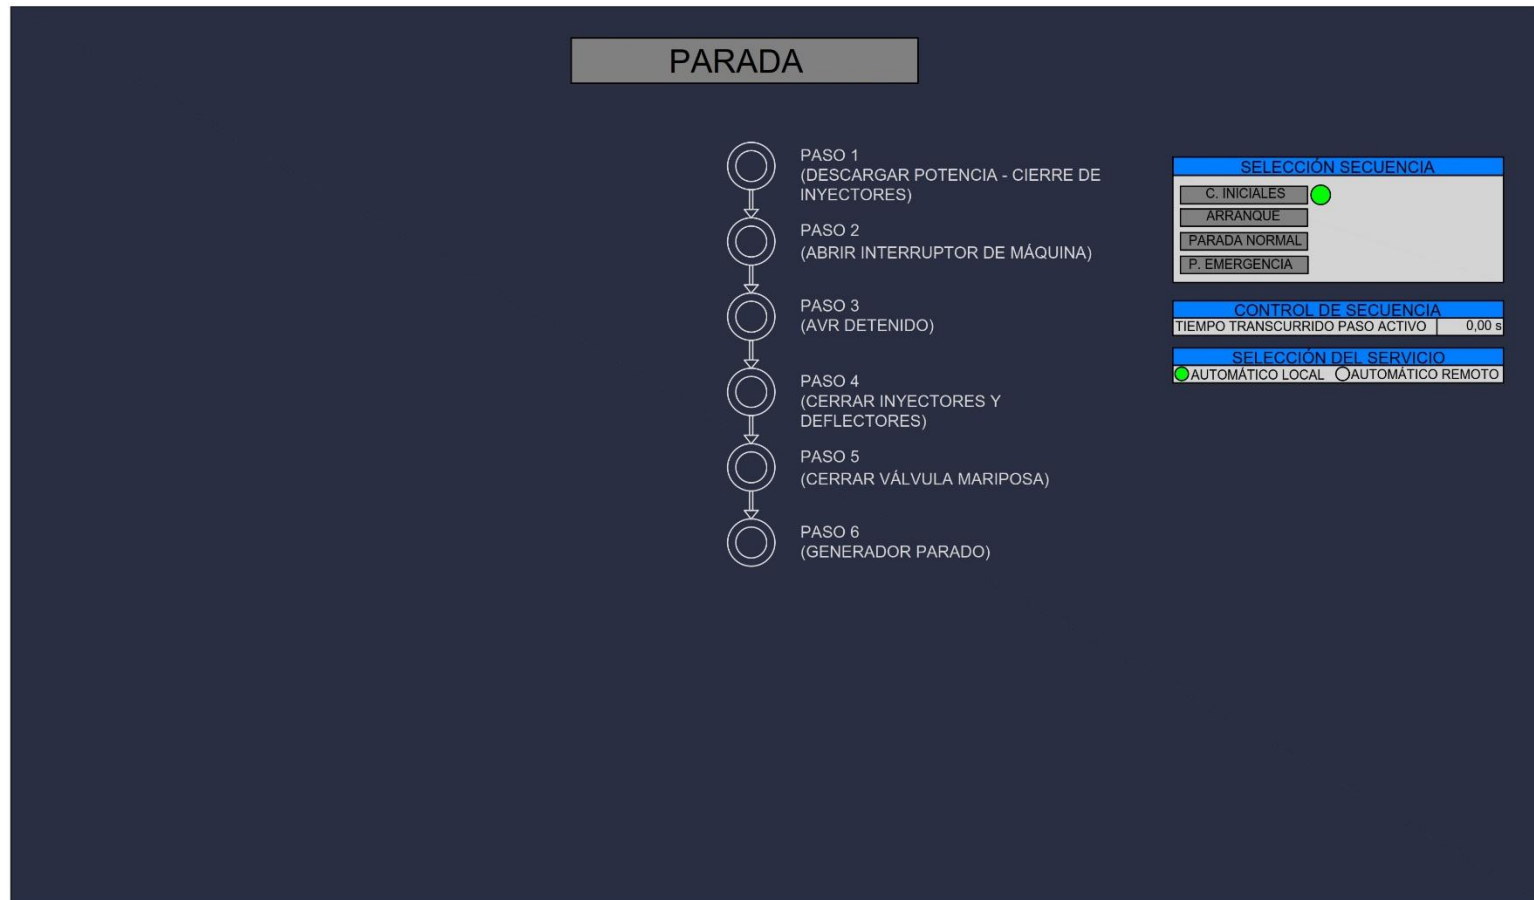 PARADA
PASO 1
(DESCARGAR POTENCIA - CIERRE DE
INYECTORES)
PASO 2
(ABRIR INTERRUPTOR DE MÁQUINA)
PASO 3
(AVR DETENIDO)
PASO 4
(CERRAR INYECTORES Y
DEFLECTORES)
PASO 5
(CERRAR VÁLVULA MARIPOSA)
PASO 6
(GENERADOR PARADO)
SELECCIÓN SECUENCIA
C. INICIALES
ARRANQUE
PARADA NORMAL
P. EMERGENCIA
CONTROL DE SECUENCIA
TIEMPO TRANSCURRIDO PASO ACTIVO 0,00 s
SELECCIÓN DEL SERVICIO
AUTOMÁTICO LOCAL AUTOMÁTICO REMOTO